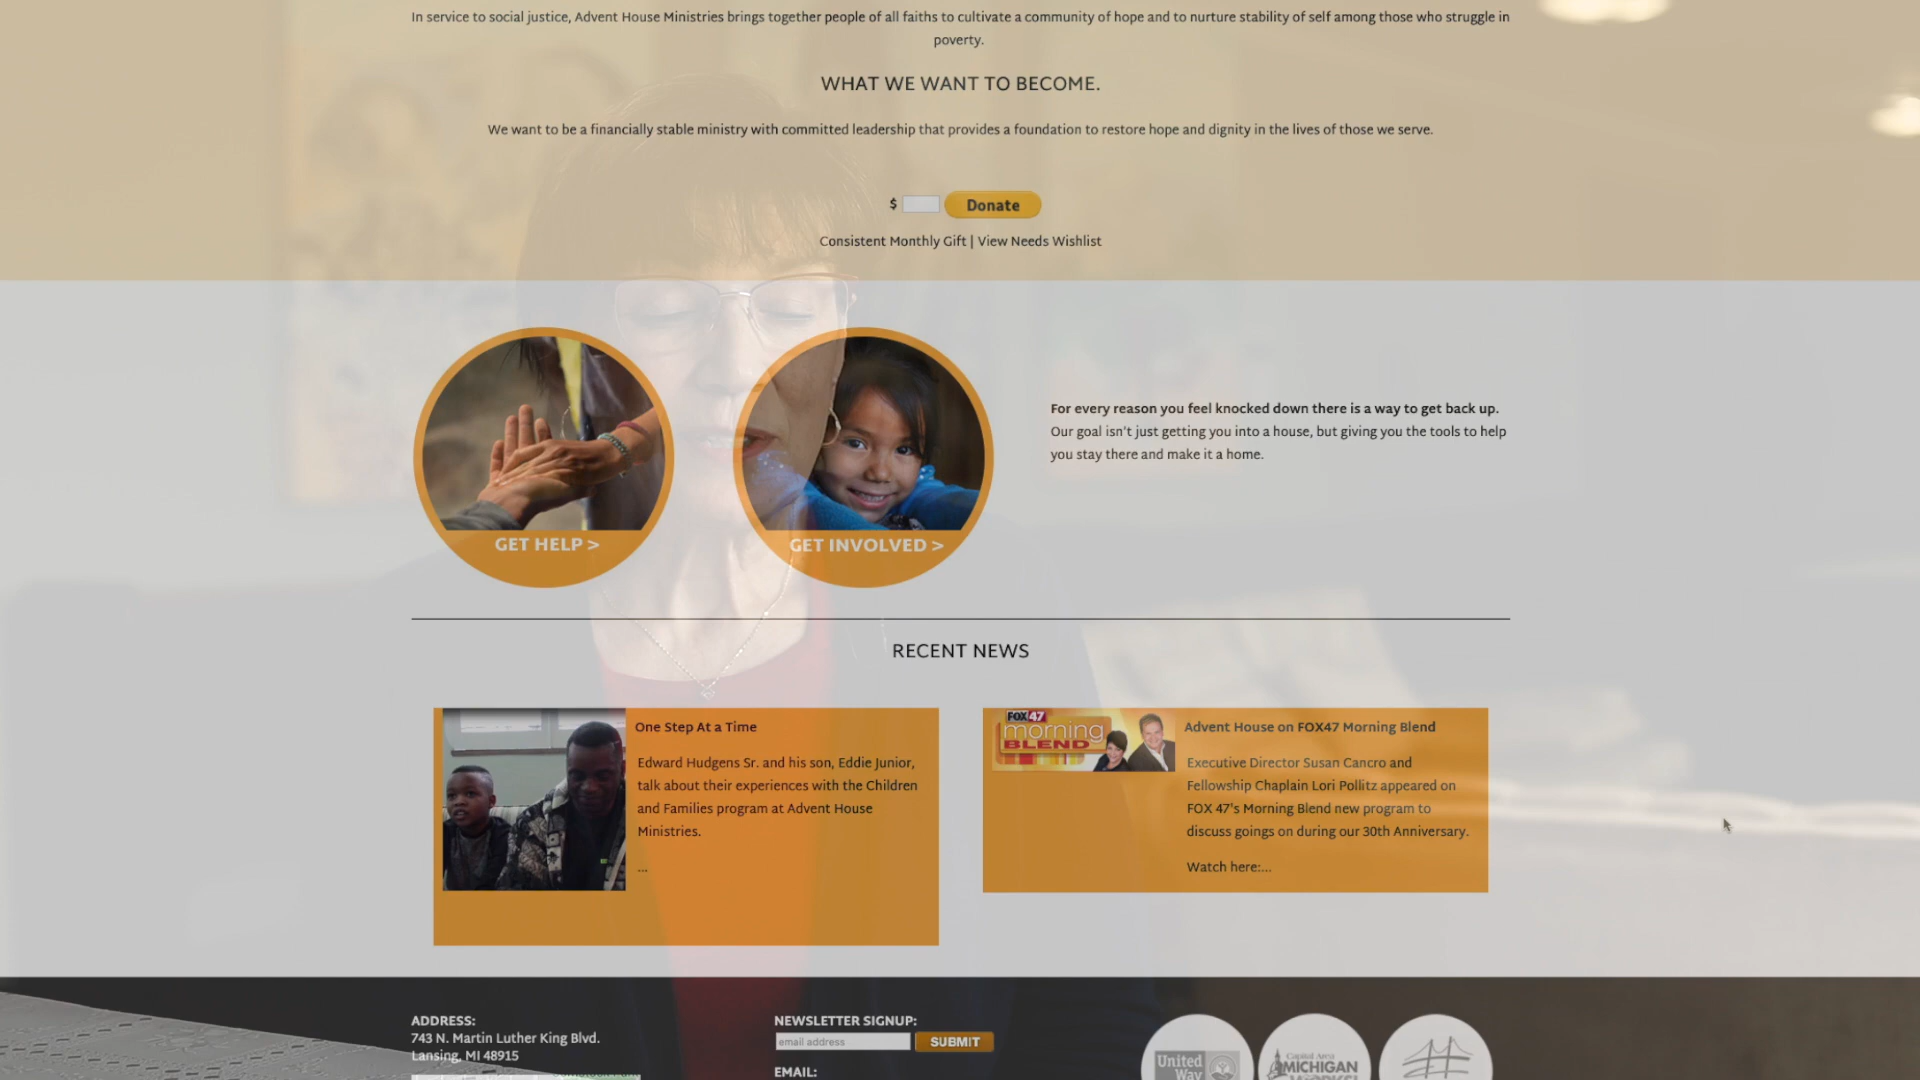 In service to social justice, Advent House Ministries brings together people of all faiths to cultivate a community of hope and to nurture stability of self among those who struggle in
poverty.
WHAT WE WANT TO BECOME.
We want to be a financially stable ministry with committed leadership that provides a foundation to restore hope and dignity in the lives of those we serve.
$ Donate
Consistent Monthly Gift | View Needs Wishlist
GET HELP >
GET INVOLVED >
For every reason you feel knocked down there is a way to get back up.
Our goal isn't just getting you into a house, but giving you the tools to help
you stay there and make it a home.
RECENT NEWS
One Step At a Time
Edward Hudgens Sr. and his son, Eddie Junior,
talk about their experiences with the Children
and Families program at Advent House
Ministries.
...
FOX 47
morning
BLEND
Advent House on FOX47 Morning Blend
Executive Director Susan Cancro and
Fellowship Chaplain Lori Pollitz appeared on
FOX 47's Morning Blend new program to
discuss goings on during our 30th Anniversary.
Watch here:...
ADDRESS:
743 N. Martin Luther King Blvd.
Lansing, MI 48915
NEWSLETTER SIGNUP:
email address SUBMIT
EMAIL:
United
Way
Capital Area
MICHIGAN